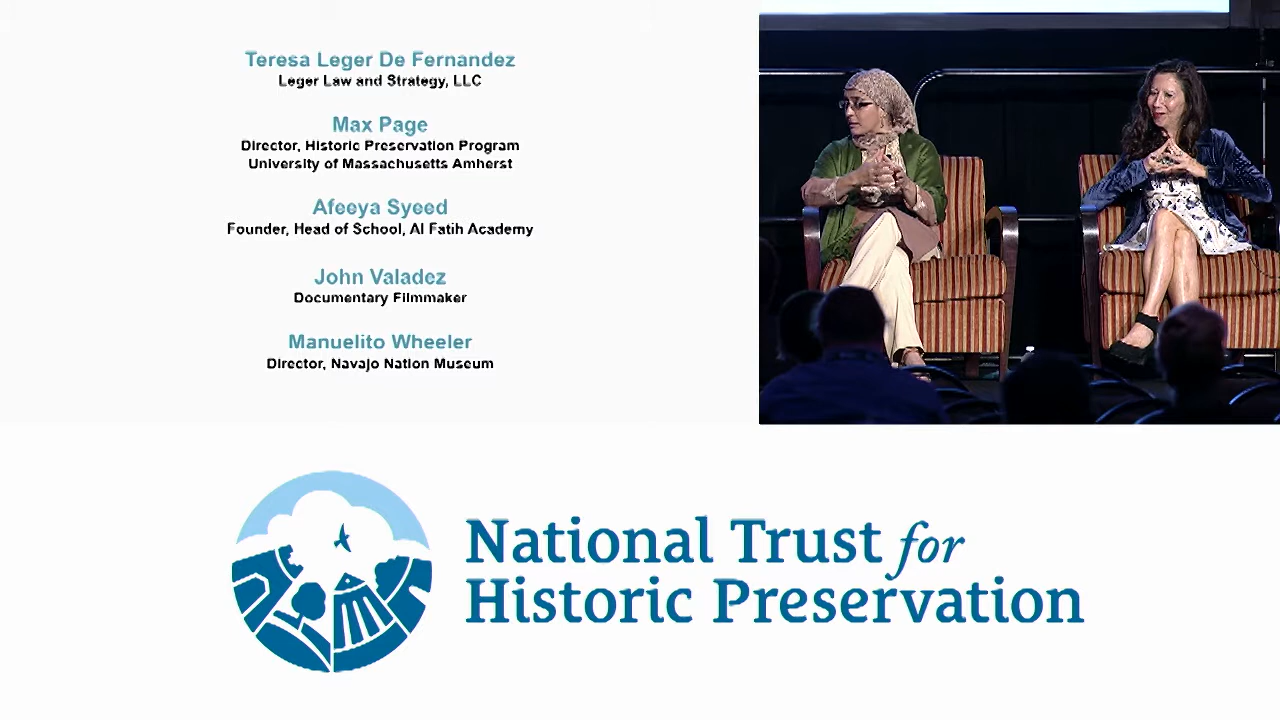 Teresa Leger De Fernandez
Leger Law and Strategy, LLC
Max Page
Director, Historic Preservation Program
University of Massachusetts Amherst
Afeeya Syeed
Founder, Head of School, Al Fatih Academy
John Valadez
Documentary Filmmaker
Manuelito Wheeler
Director, Navajo Nation Museum
National Trust for
Historic Preservation